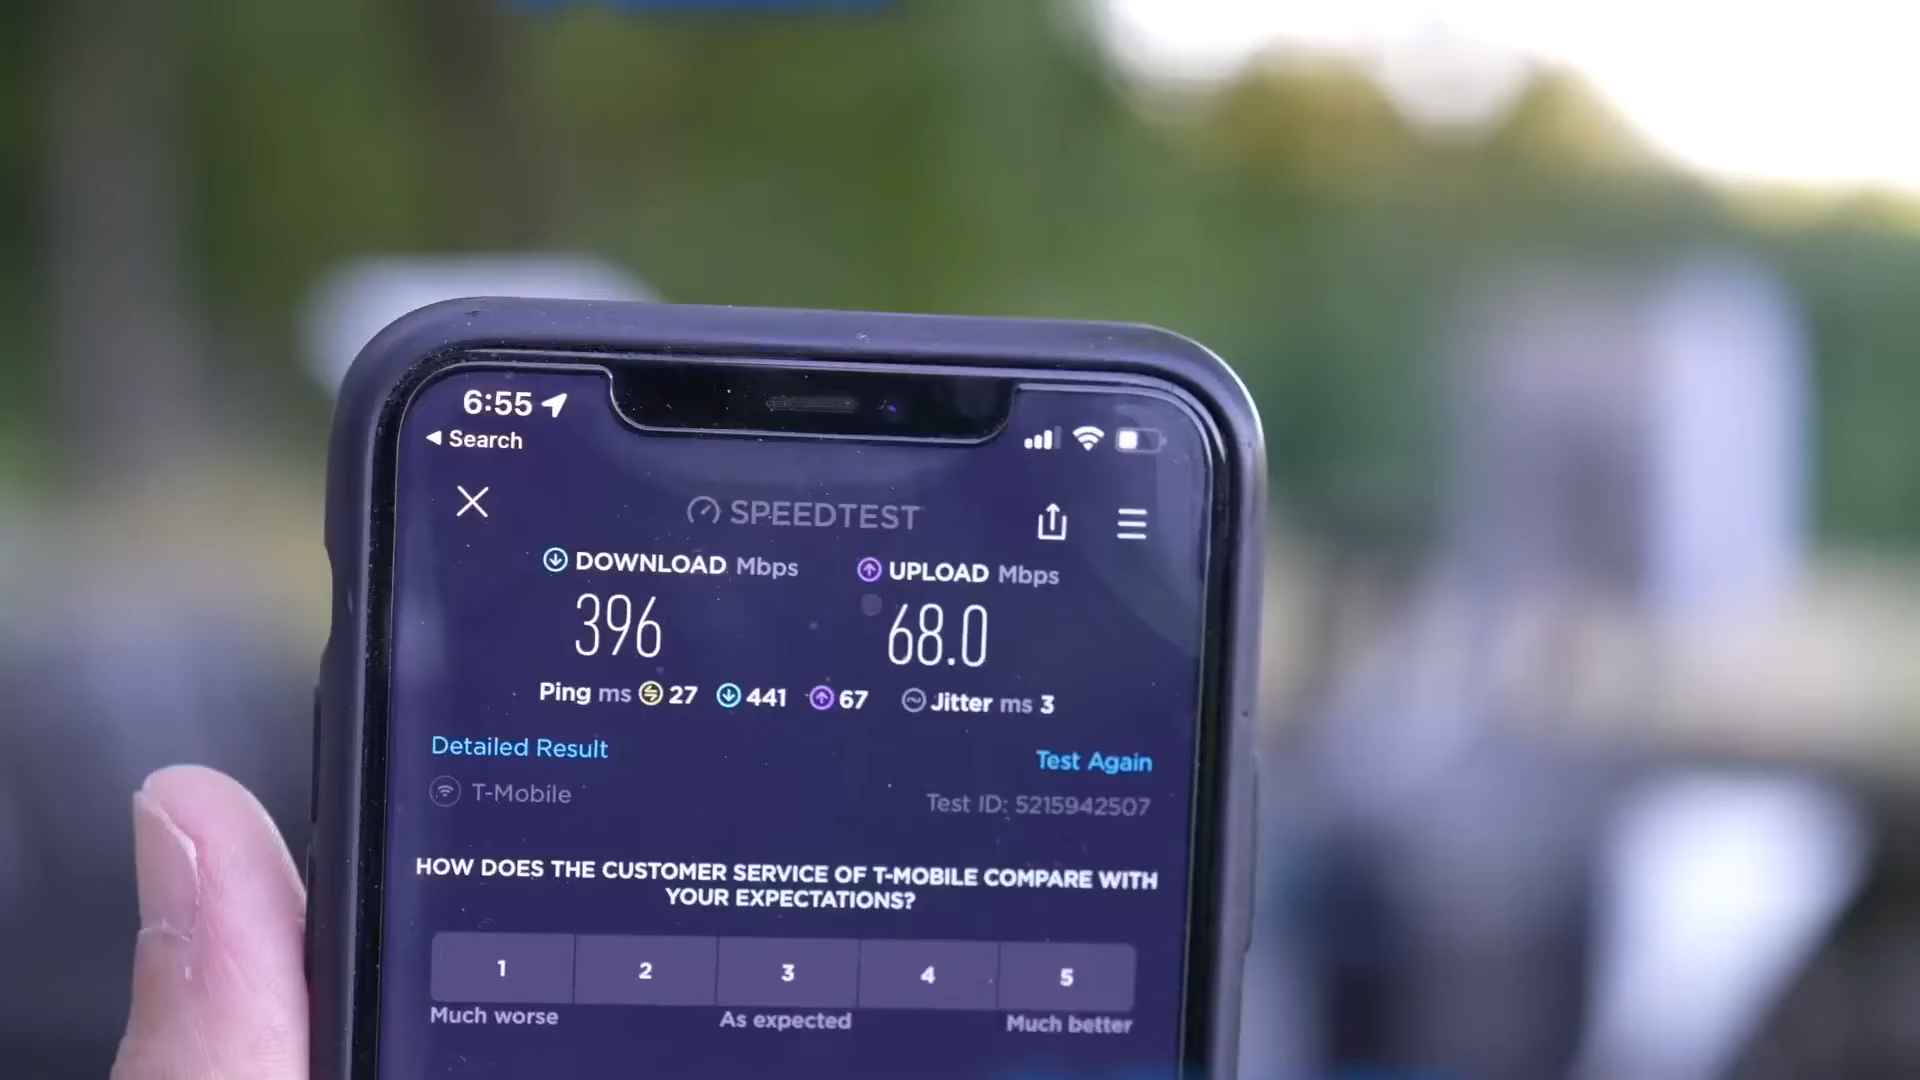 6:55
Search
SPEEDTEST
DOWNLOAD Mbps
UPLOAD Mbps
396
68.0
Ping ms 27 441 67 Jitter ms 3
Detailed Result
Test Again
T-Mobile
Test ID: 5215942507
HOW DOES THE CUSTOMER SERVICE OF T-MOBILE COMPARE WITH
YOUR EXPECTATIONS?
1 2 3 4 5
Much worse As expected Much better